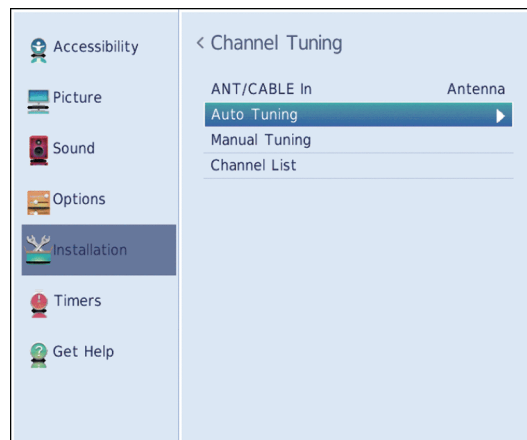 Accessibility
Picture
Sound
Options
Installation
Timers
Get Help
< Channel Tuning
ANT/CABLE In Antenna
Auto Tuning
Manual Tuning
Channel List